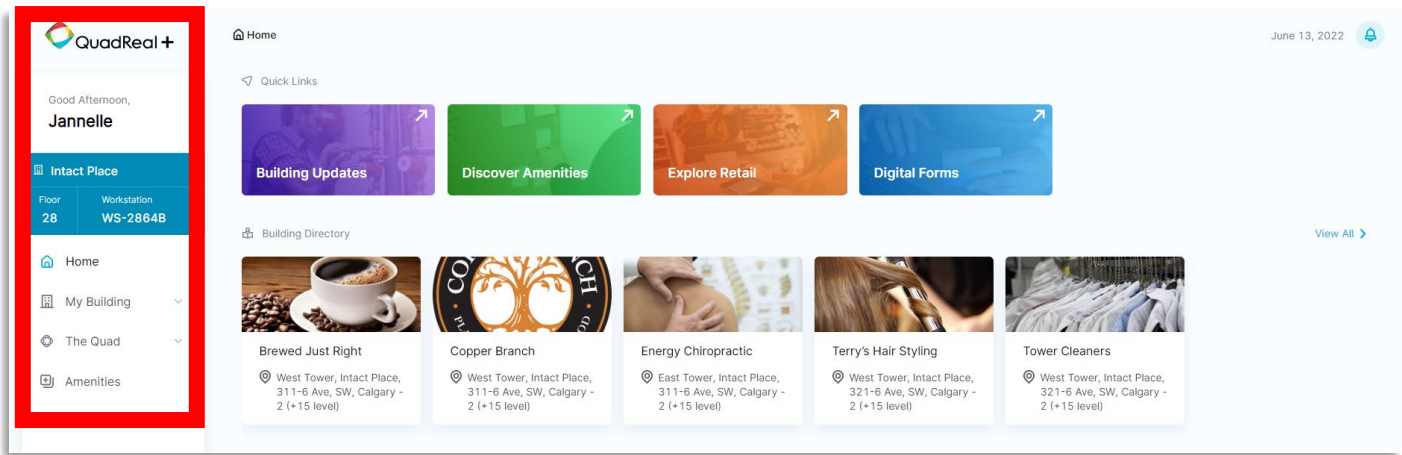 QuadReal +
Good Afternoon,
Jannelle
Intact Place
Floor
28
Workstation
WS-2864B
Home
My Building
The Quad
Amenities
Home
June 13, 2022
Quick Links
Building Updates
Discover Amenities
Explore Retail
Digital Forms
Building Directory
View All
Brewed Just Right
West Tower, Intact Place,
311-6 Ave, SW, Calgary -
2 (+15 level)
Copper Branch
West Tower, Intact Place,
311-6 Ave, SW, Calgary -
2 (+15 level)
Energy Chiropractic
East Tower, Intact Place,
311-6 Ave, SW, Calgary -
2 (+15 level)
Terry's Hair Styling
West Tower, Intact Place,
321-6 Ave, SW, Calgary -
2 (+15 level)
Tower Cleaners
West Tower, Intact Place,
321-6 Ave, SW, Calgary -
2 (+15 level)